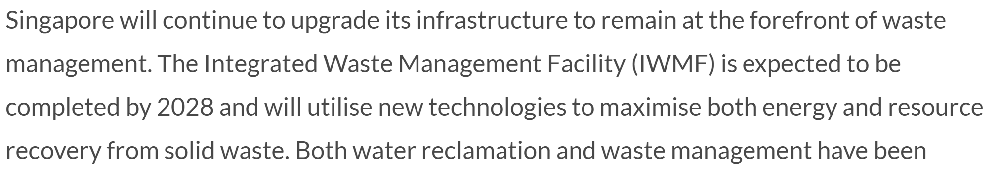 Singapore will continue to upgrade its infrastructure to remain at the forefront of waste
management. The Integrated Waste Management Facility (IWMF) is expected to be
completed by 2028 and will utilise new technologies to maximise both energy and resource
recovery from solid waste. Both water reclamation and waste management have been